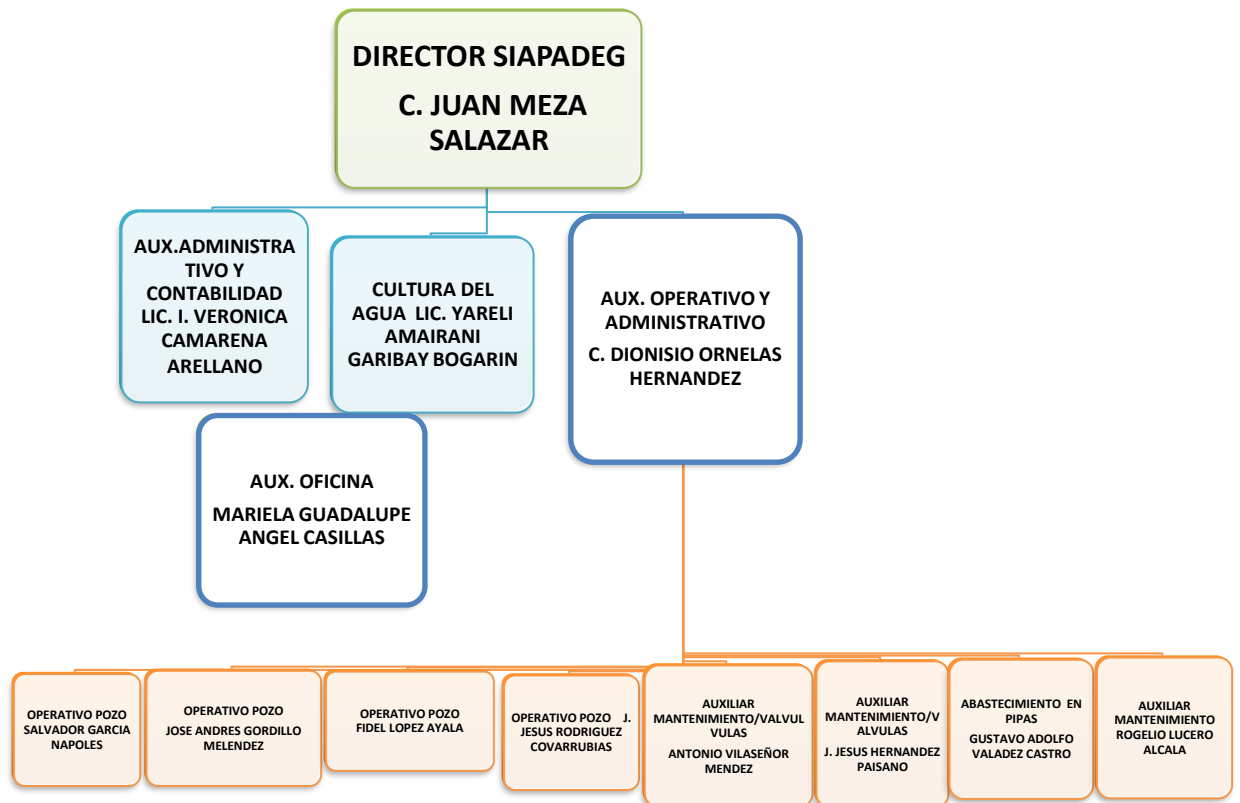 DIRECTOR SIAPADEG
C. JUAN MEZA
SALAZAR
AUX.ADMINISTRA
TIVO Y
CONTABILIDAD
LIC. I. VERONICA
CAMARENA
ARELLANO
CULTURA DEL
AGUA LIC. YARELI
AMAIRANI
GARIBAY BOGARIN
AUX. OPERATIVO Y
ADMINISTRATIVO
C. DIONISIO ORNELAS
HERNANDEZ
AUX. OFICINA
MARIELA GUADALUPE
ANGEL CASILLAS
OPERATIVO POZO
SALVADOR GARCIA
NAPOLES
OPERATIVO POZO
JOSE ANDRES GORDILLO
MELENDEZ
OPERATIVO POZO
FIDEL LOPEZ AYALA
OPERATIVO POZO J.
JESUS RODRIGUEZ
COVARRUBIAS
AUXILIAR
MANTENIMIENTO/VALVUL
VULAS
ANTONIO VILASEÑOR
MENDEZ
AUXILIAR
MANTENIMIENTO/V
ALVULAS
J. JESUS HERNANDEZ
PAISANO
ABASTECIMIENTO EN
PIPAS
GUSTAVO ADOLFO
VALADEZ CASTRO
AUXILIAR
MANTENIMIENTO
ROGELIO LUCERO
ALCALA